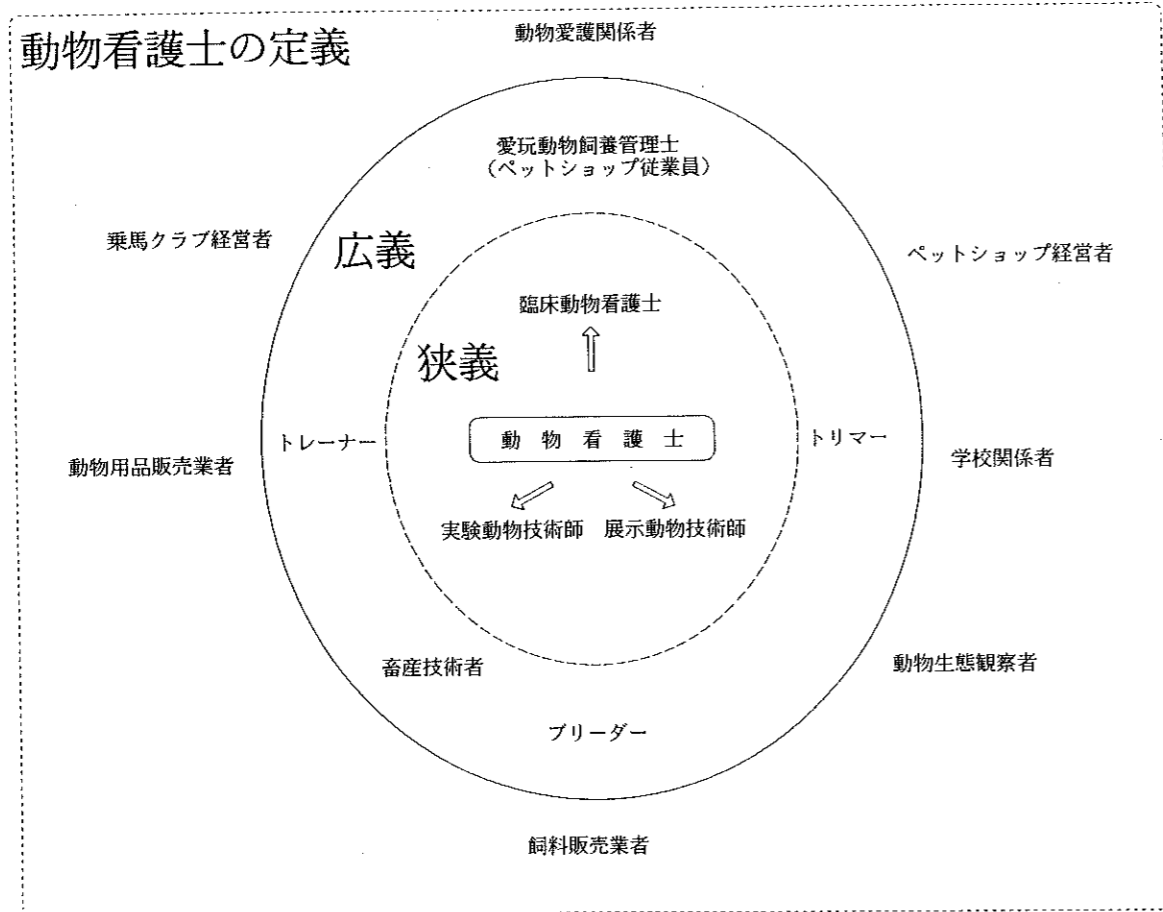 動物看護士の定義
動物愛護関係者
愛玩動物飼養管理士
(ペットショップ従業員)
乗馬クラブ経営者
広義
ペットショップ経営者
臨床動物看護士
狭義
動物看護士
トレーナー
トリマー
動物用品販売業者
学校関係者
実験動物技術師
展示動物技術師
畜産技術者
動物生態観察者
ブリーダー
飼料販売業者